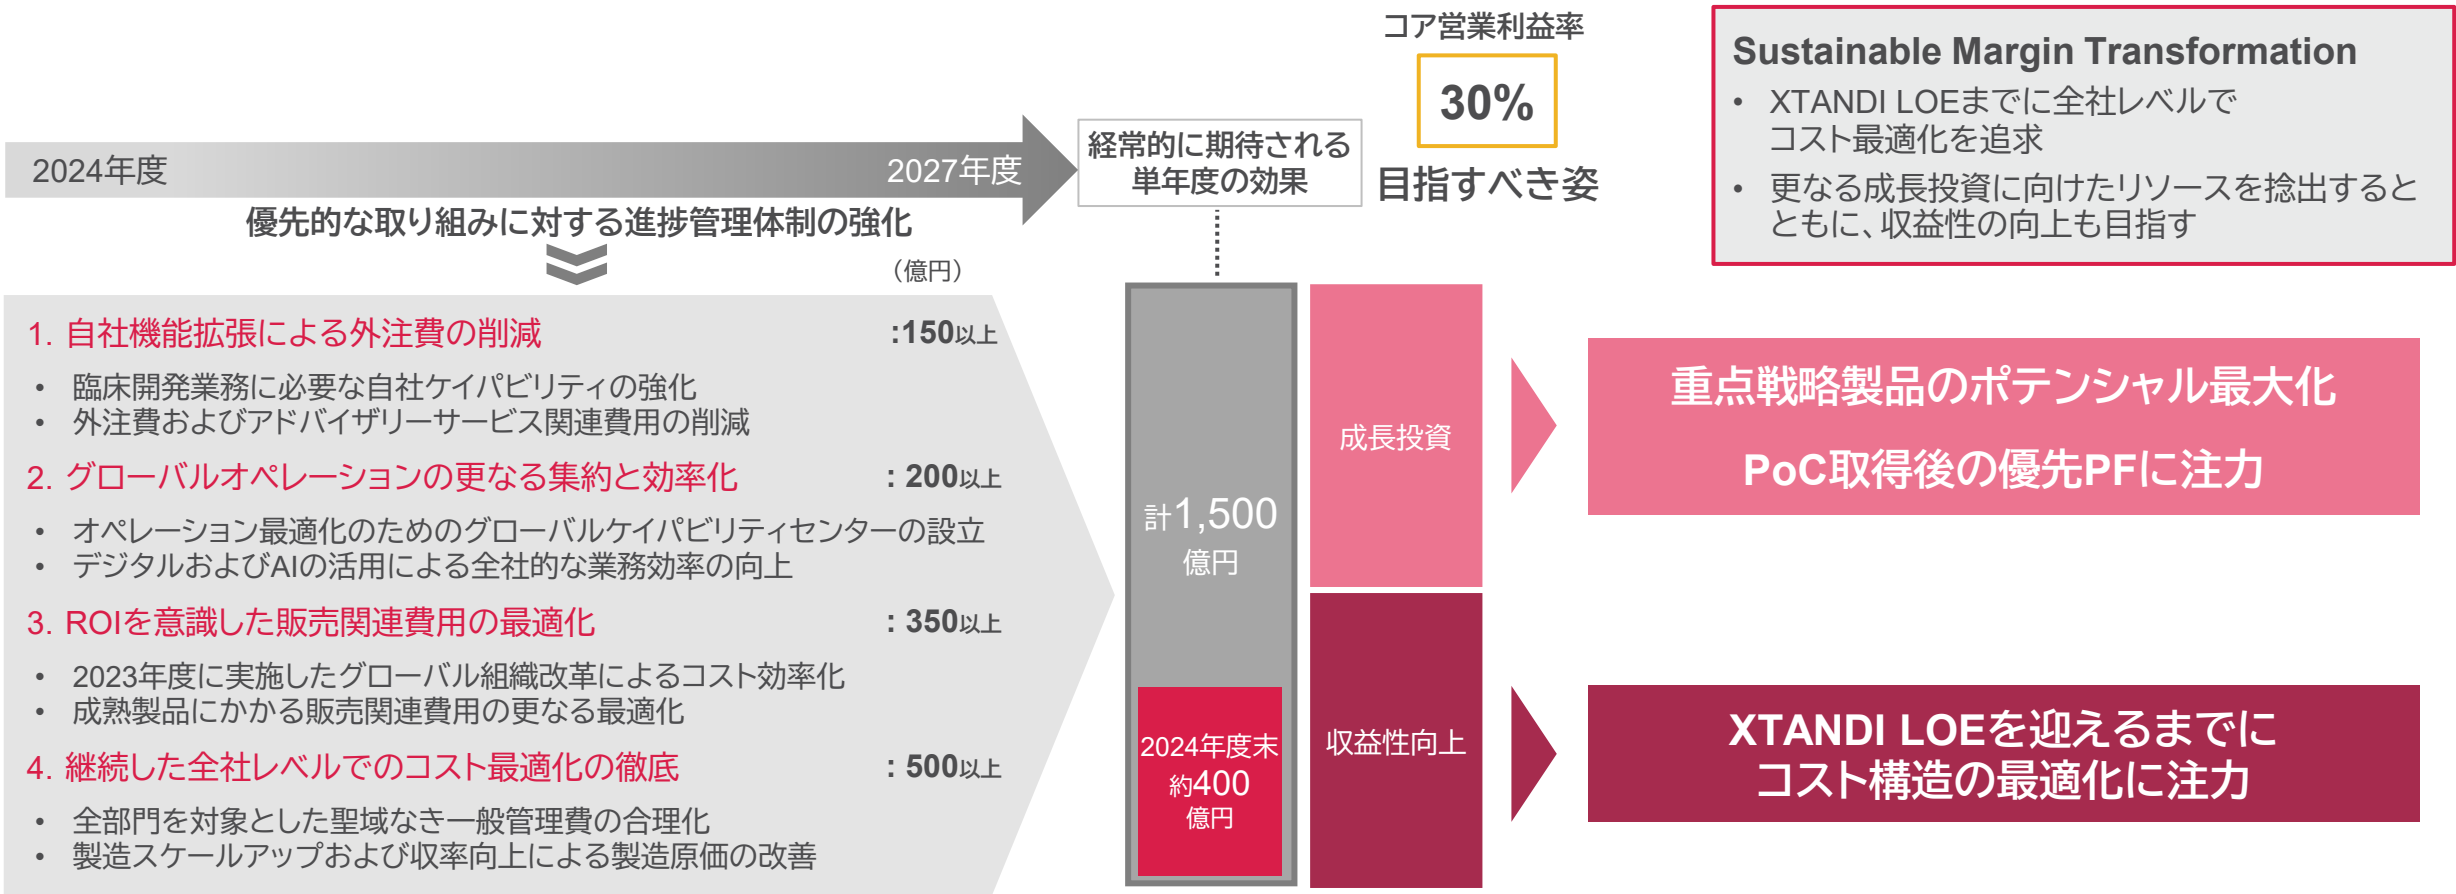 コア営業利益率
30%
目指すべき姿
Sustainable Margin Transformation
• XTANDI LOEまでに全社レベルで
コスト最適化を追求
• 更なる成長投資に向けたリソースを捻出すると
ともに、収益性の向上も目指す
2024年度
2027年度
経常的に期待される
単年度の効果
優先的な取り組みに対する進捗管理体制の強化
（億円）
1. 自社機能拡張による外注費の削減 :150以上
• 臨床開発業務に必要な自社ケイパビリティの強化
• 外注費およびアドバイザリーサービス関連費用の削減
2. グローバルオペレーションの更なる集約と効率化 : 200以上
• オペレーション最適化のためのグローバルケイパビリティセンターの設立
• デジタルおよびAIの活用による全社的な業務効率の向上
3. ROIを意識した販売関連費用の最適化 : 350以上
• 2023年度に実施したグローバル組織改革によるコスト効率化
• 成熟製品にかかる販売関連費用の更なる最適化
4. 継続した全社レベルでのコスト最適化の徹底 : 500以上
• 全部門を対象とした聖域なき一般管理費の合理化
• 製造スケールアップおよび収率向上による製造原価の改善
計1,500
億円
2024年度末
約400
億円
成長投資
収益性向上
重点戦略製品のポテンシャル最大化
PoC取得後の優先PFに注力
XTANDI LOEを迎えるまでに
コスト構造の最適化に注力